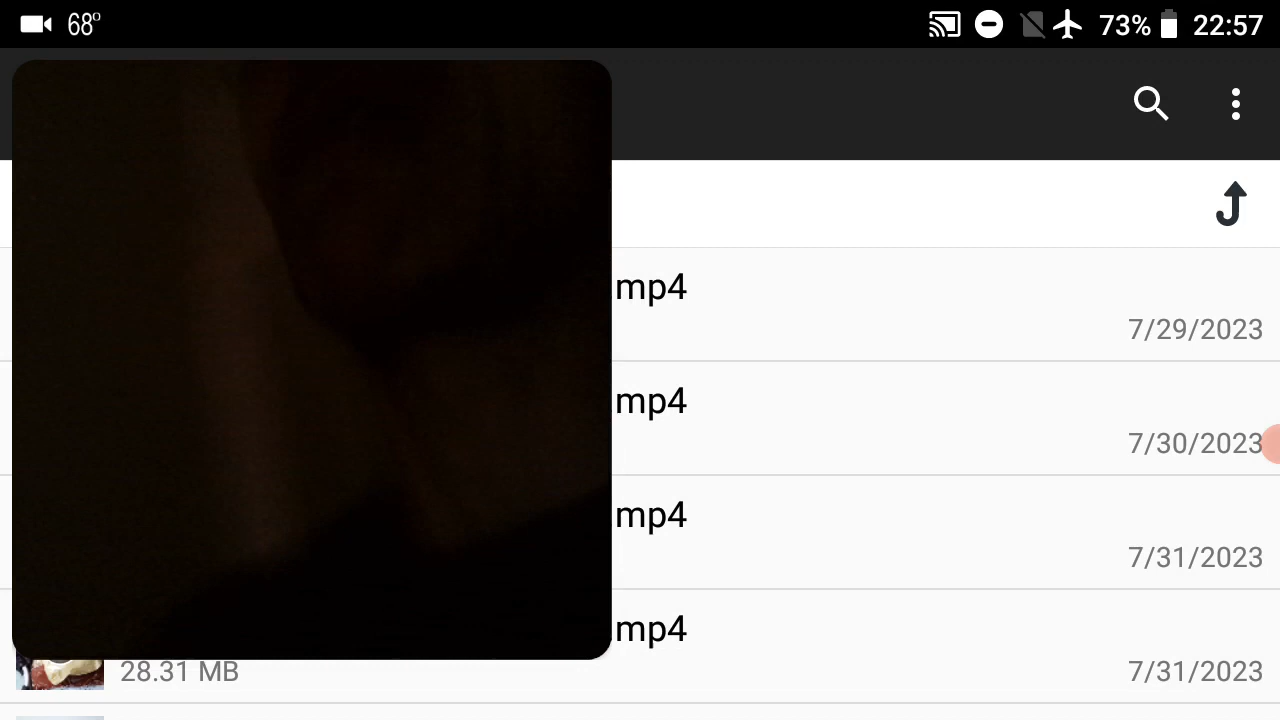 68° 73% 22:57
.mp4
7/29/2023
.mp4
7/30/2023
.mp4
7/31/2023
.mp4
28.31 MB 7/31/2023